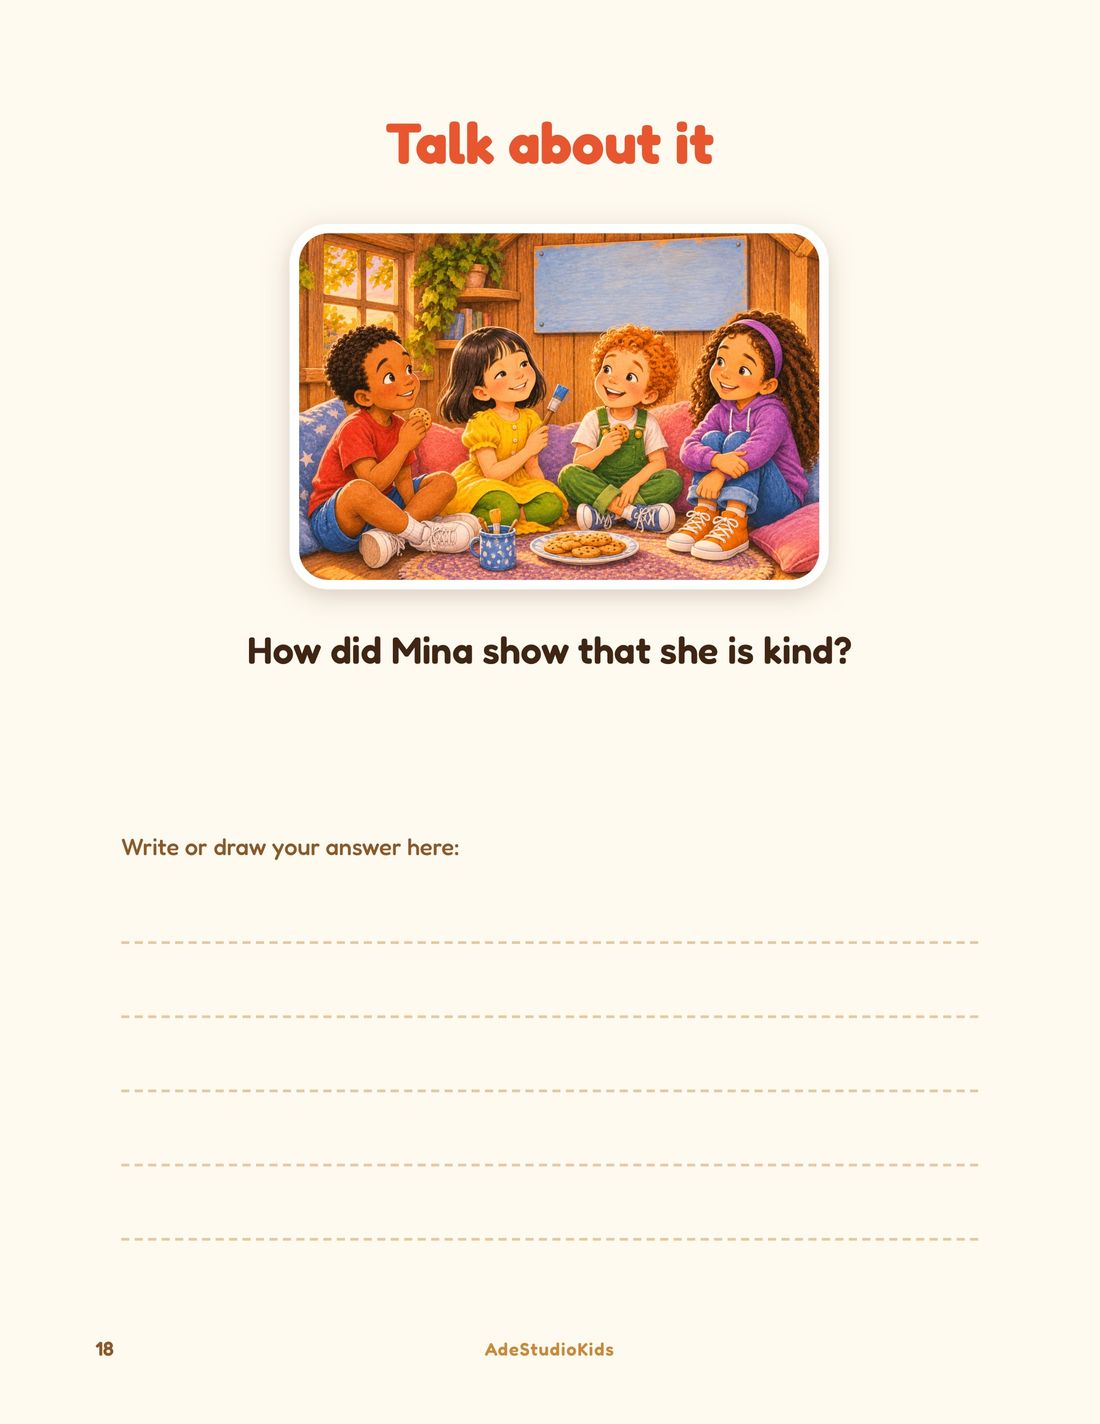 Talk about it
How did Mina show that she is kind?
Write or draw your answer here:
18
AdeStudioKids